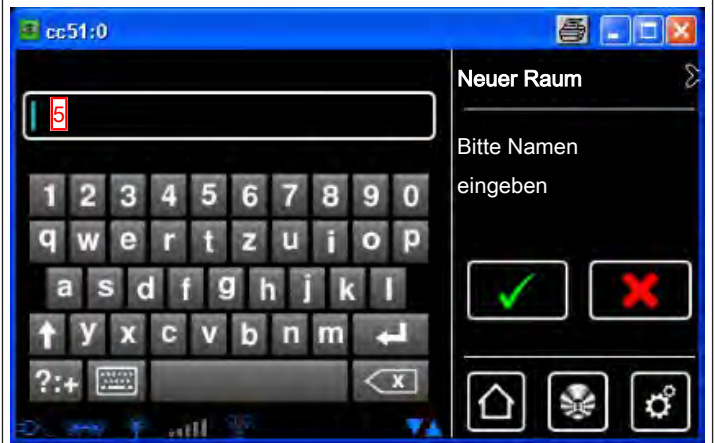 cc51:0
5
1 2 3 4 5 6 7 8 9 0
q w e r t z u i o p
a s d f g h j k l
y x c v b n m
?:+
x
Neuer Raum
Bitte Namen
eingeben